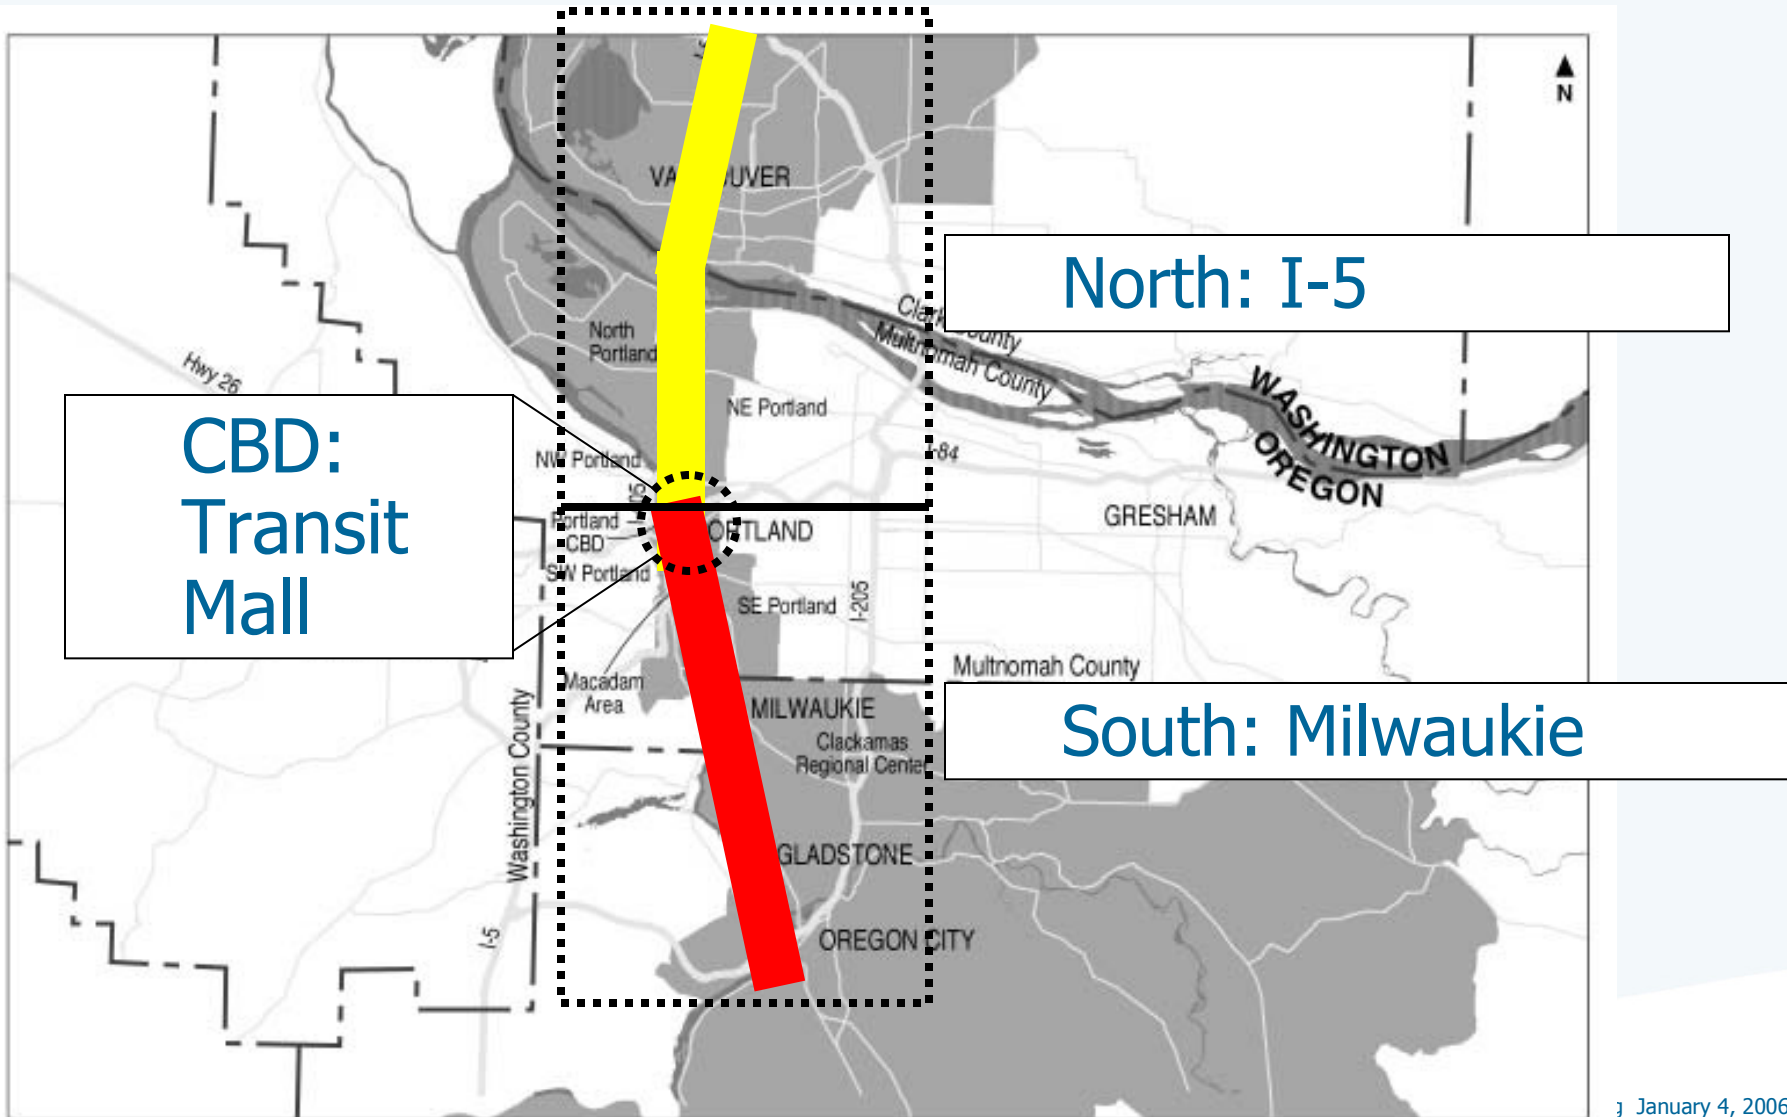 N
VA
UVER
North: I-5
Clark County
Multnomah County
North
Portland
Hwy 26
WASHINGTON
OREGON
CBD:
Transit
Mall
NE Portland
NW Portland
I-84
GRESHAM
Portland
CBD
ORTLAND
SW Portland
SE Portland
I-205
Multnomah County
Macadam
Area
MILWAUKIE
South: Milwaukie
Clackamas
Regional Center
Washington County
GLADSTONE
I-5
OREGON CITY
January 4, 2006